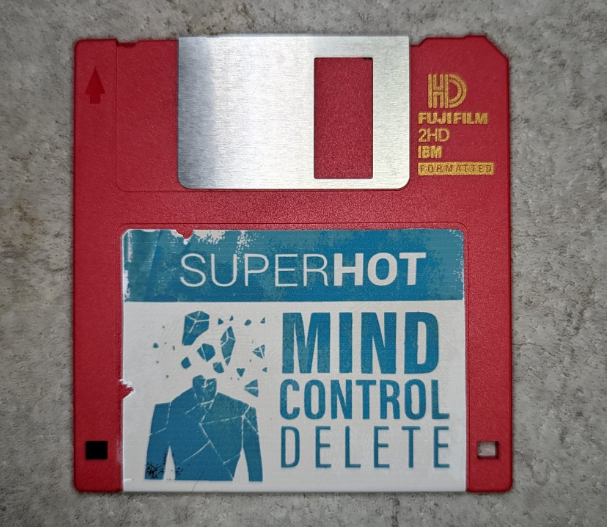 HD
FUJIFILM
2HD
IBM
FORMATTED
SUPERHOT
MIND
CONTROL
DELETE